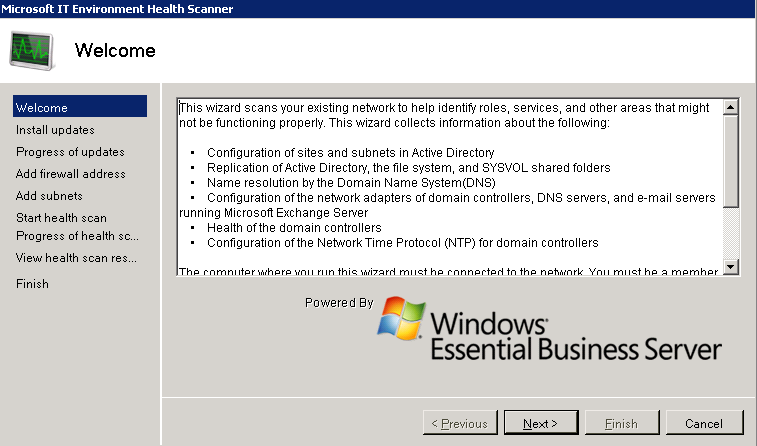 Microsoft IT Environment Health Scanner
Welcome
Welcome
Install updates
Progress of updates
Add firewall address
Add subnets
Start health scan
Progress of health sc...
View health scan res...
Finish
This wizard scans your existing network to help identify roles, services, and other areas that might
not be functioning properly. This wizard collects information about the following:
• Configuration of sites and subnets in Active Directory
• Replication of Active Directory, the file system, and SYSVOL shared folders
• Name resolution by the Domain Name System(DNS)
• Configuration of the network adapters of domain controllers, DNS servers, and e-mail servers
running Microsoft Exchange Server
• Health of the domain controllers
• Configuration of the Network Time Protocol (NTP) for domain controllers
The computer where you run this wizard must be connected to the network. You must be a member
Powered By
Windows
Essential Business Server
< Previous
Next >
Finish
Cancel